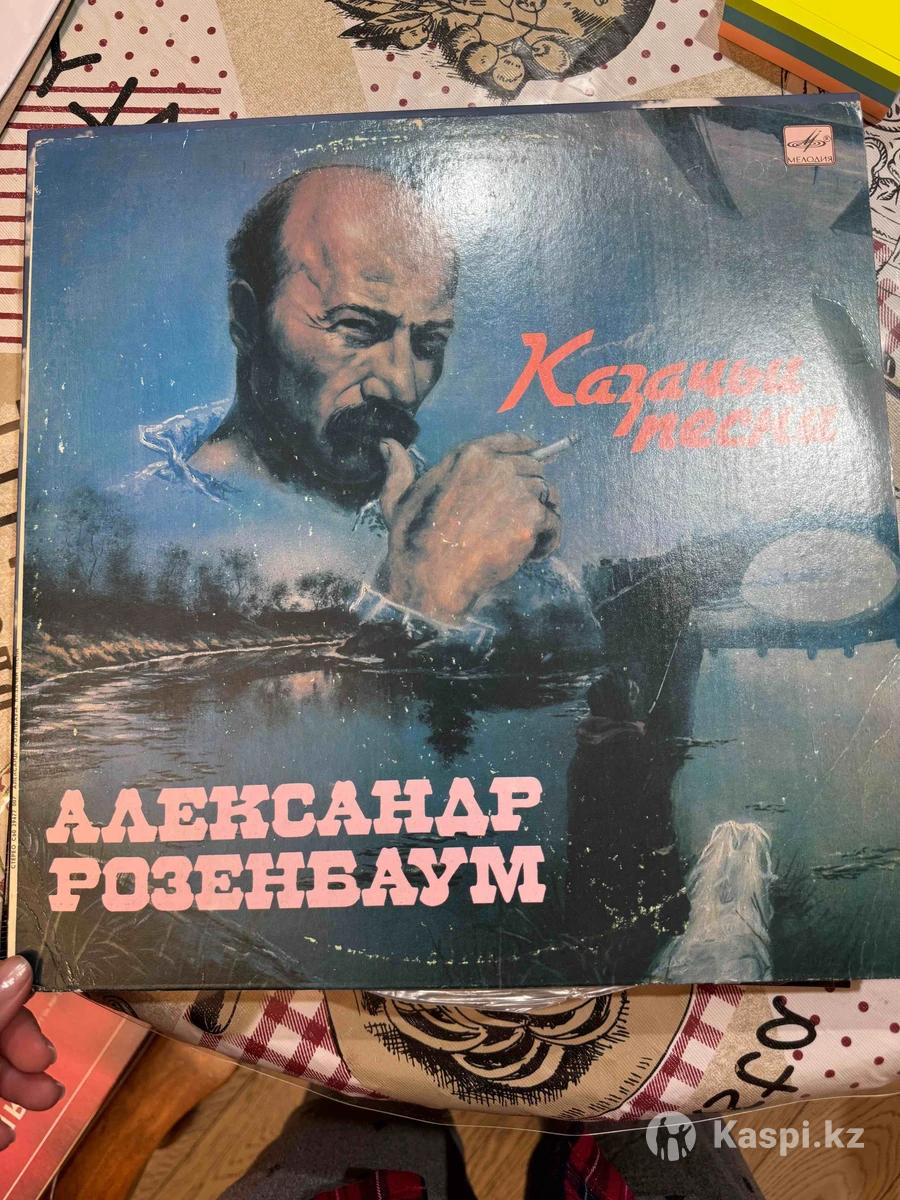 МЕЛОДИЯ
Казачьи
песни
АЛЕКСАНДР
РОЗЕНБАУМ
Kaspi.kz